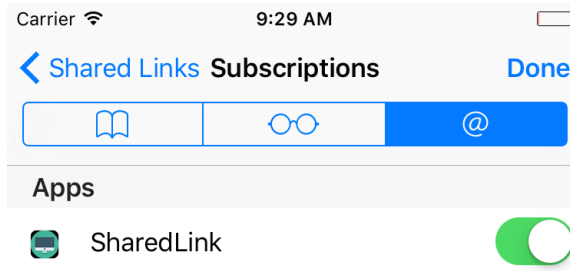 Carrier 9:29 AM
Shared Links Subscriptions Done
@
Apps
SharedLink